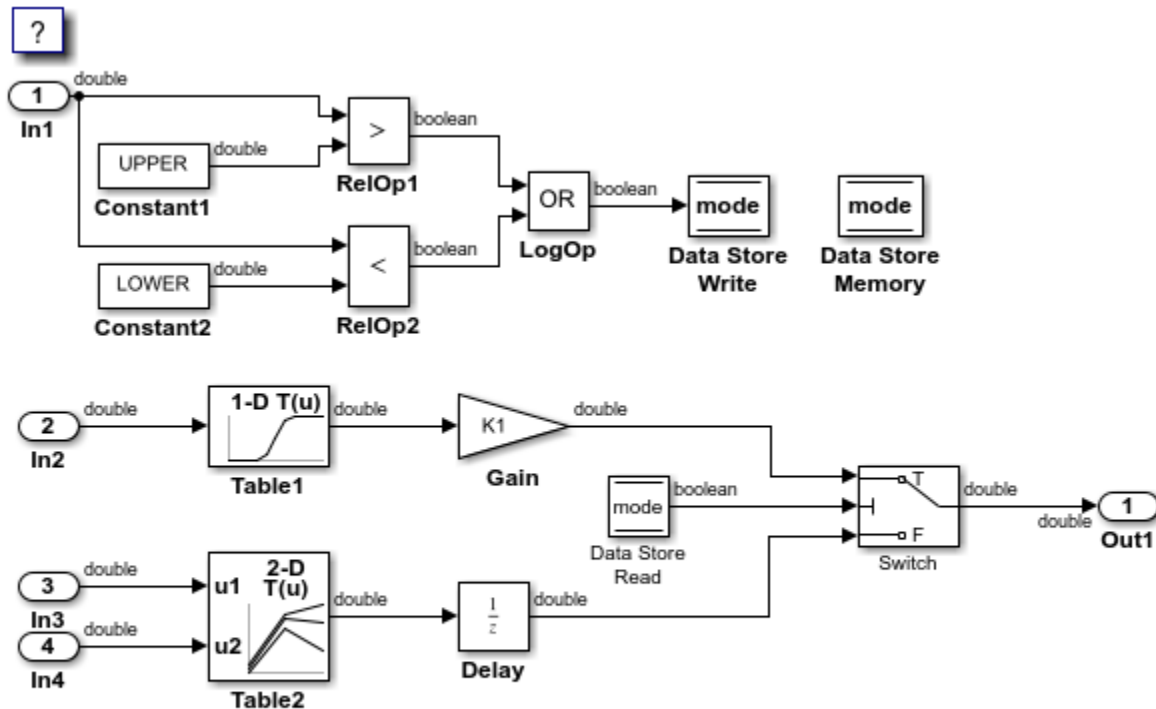 ?
double
1
In1
UPPER
double
Constant1
>
boolean
RelOp1
LOWER
double
Constant2
<
boolean
RelOp2
OR
boolean
LogOp
mode
Data Store
Write
mode
Data Store
Memory
2
double
In2
1-D T(u)
double
Table1
K1
double
Gain
mode
boolean
Data Store
Read
3
double
In3
4
double
In4
u1
u2
2-D
T(u)
double
Table2
1
z
double
Delay
T
F
double
Switch
double
1
Out1